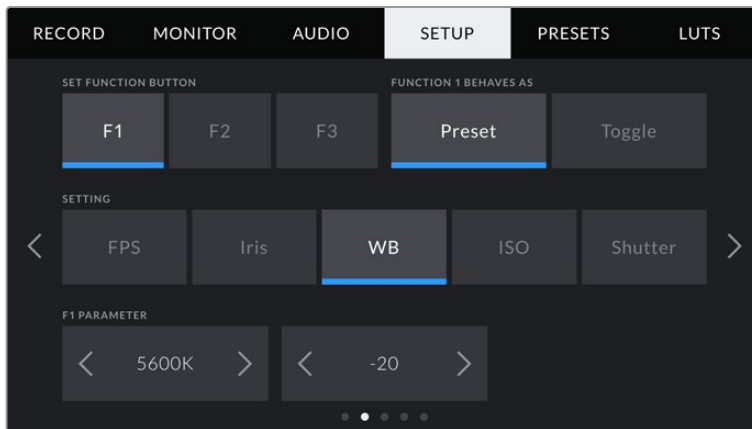 RECORD MONITOR AUDIO SETUP PRESETS LUTS
SET FUNCTION BUTTON FUNCTION 1 BEHAVES AS
F1 F2 F3 Preset Toggle
SETTING
FPS Iris WB ISO Shutter
F1 PARAMETER
5600K -20